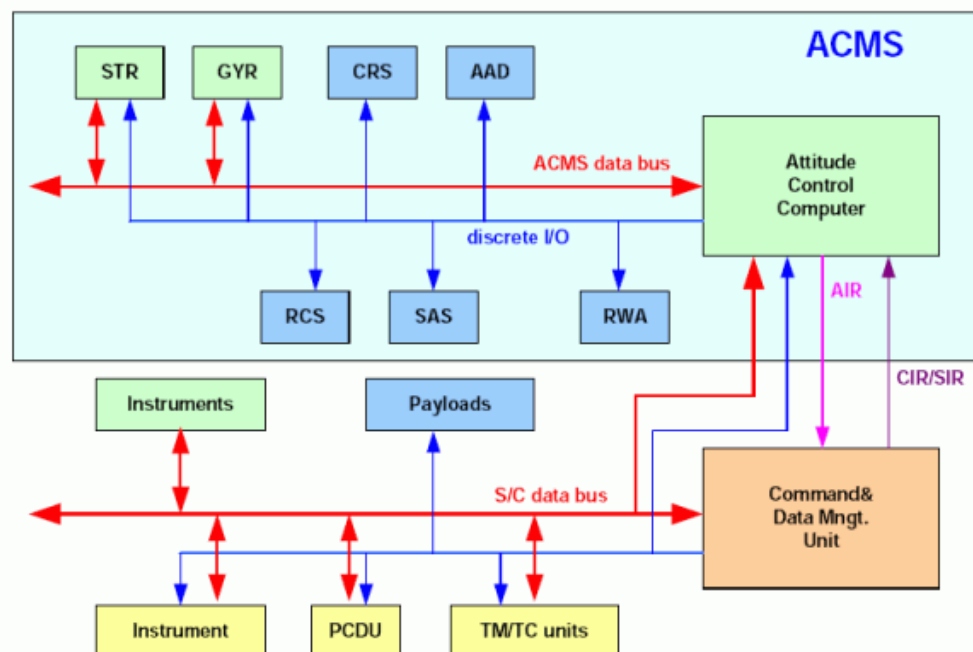 ACMS
STR
GYR
CRS
AAD
Attitude
Control
Computer
ACMS data bus
discrete I/O
RCS
SAS
RWA
AIR
CIR/SIR
Instruments
Payloads
S/C data bus
Command&
Data Mngt.
Unit
Instrument
PCDU
TM/TC units